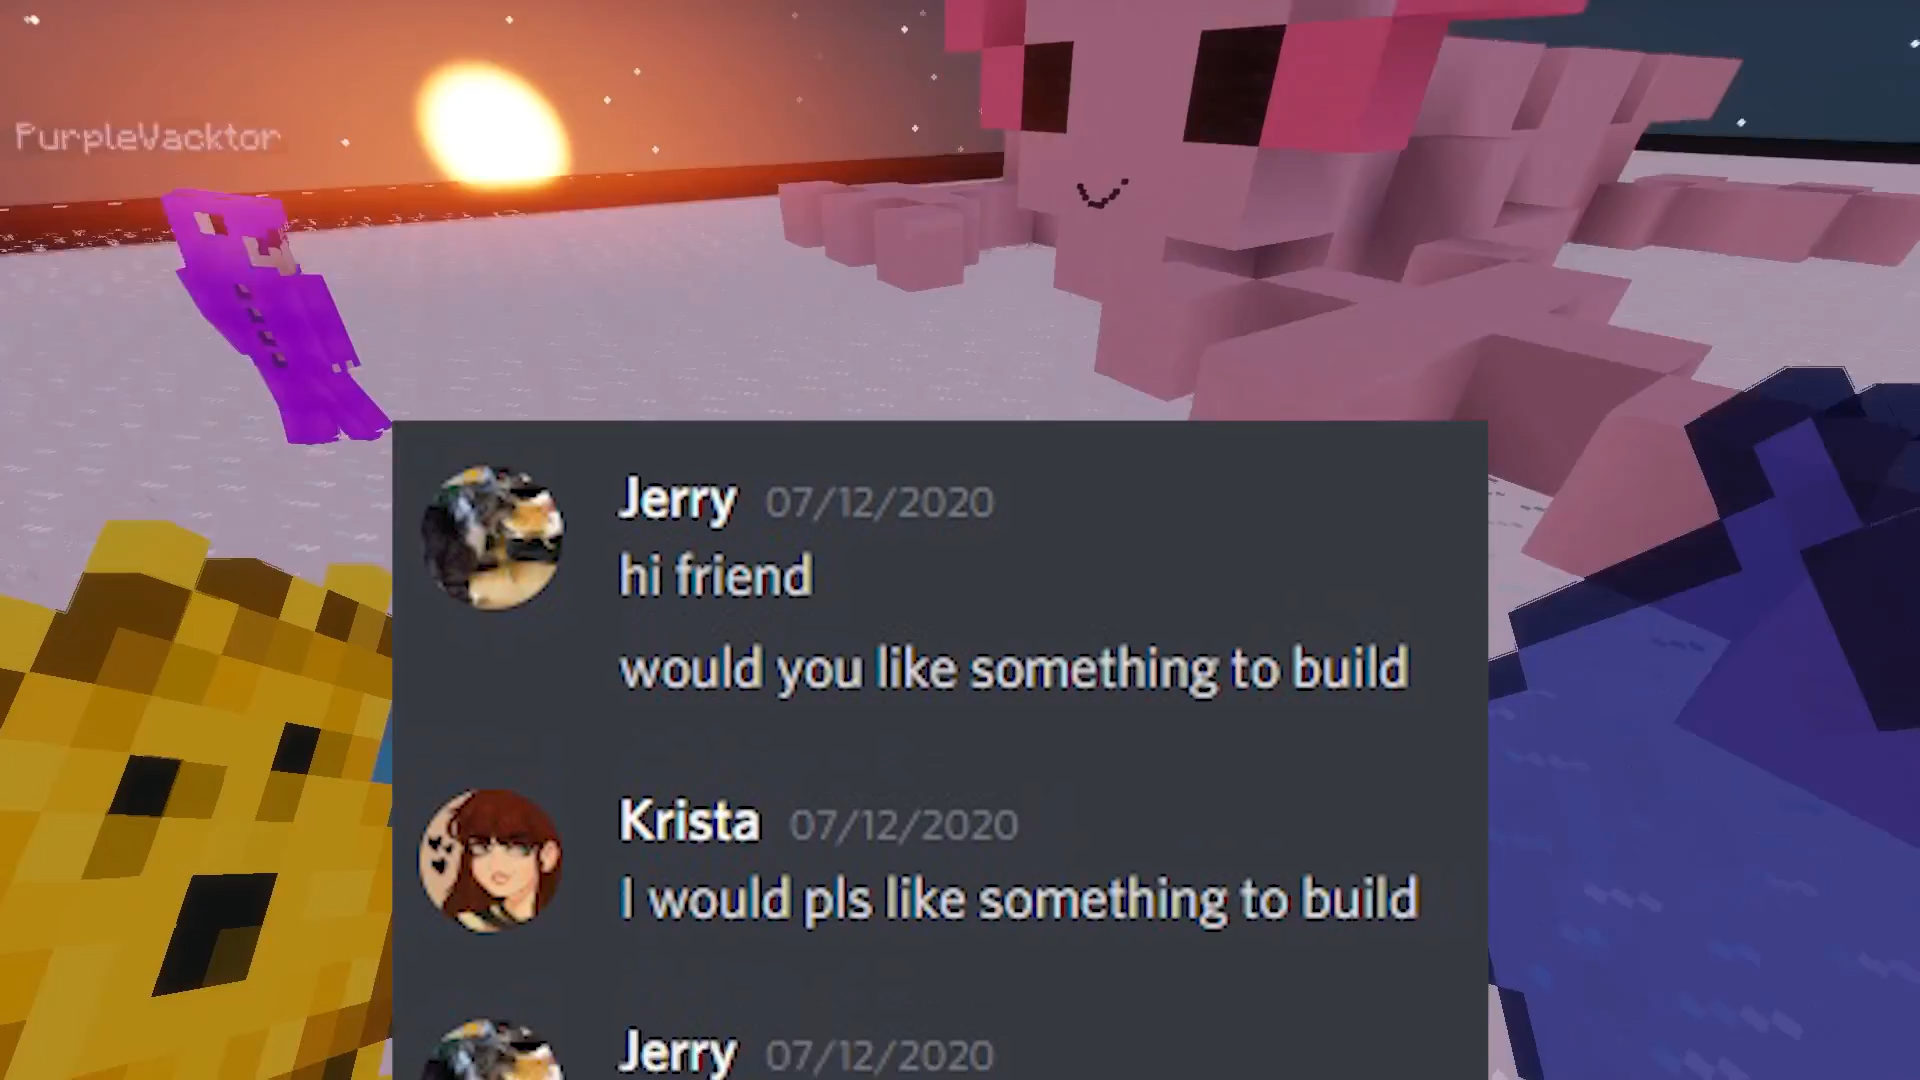 PurpleVacktor
Jerry 07/12/2020
hi friend
would you like something to build
Krista 07/12/2020
I would pls like something to build
Jerry 07/12/2020